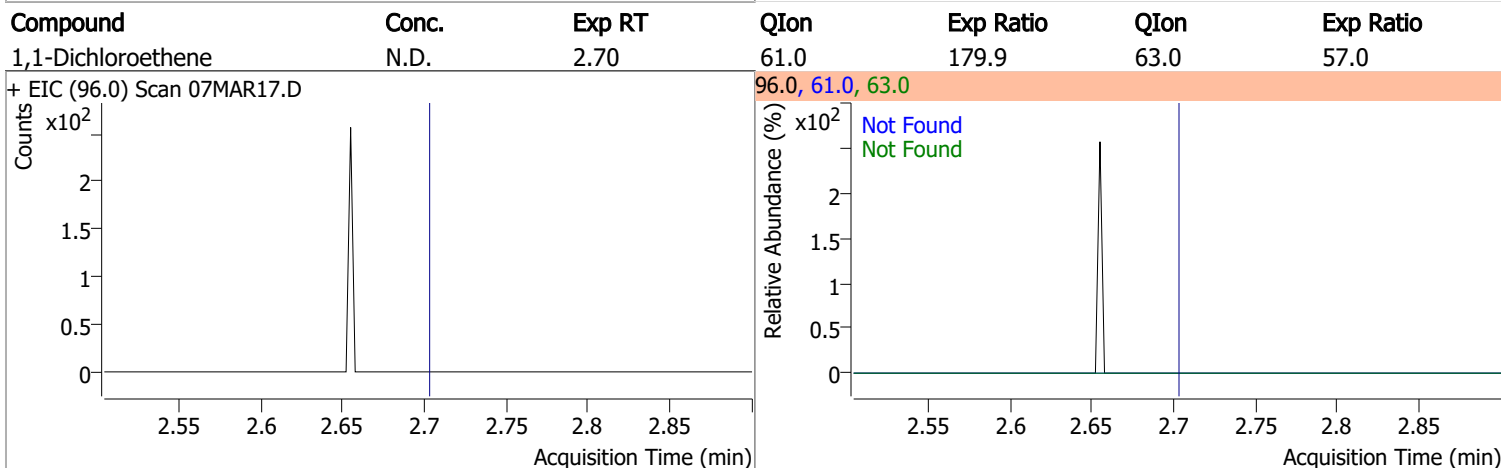 Compound Conc. Exp RT QIon Exp Ratio QIon Exp Ratio
1,1-Dichloroethene N.D. 2.70 61.0 179.9 63.0 57.0
+ EIC (96.0) Scan 07MAR17.D
Counts
x10²
2
1.5
1
0.5
0
2.55 2.6 2.65 2.7 2.75 2.8 2.85
Acquisition Time (min)
96.0, 61.0, 63.0
Relative Abundance (%)
x10²
Not Found
Not Found
2
1.5
1
0.5
0
2.55 2.6 2.65 2.7 2.75 2.8 2.85
Acquisition Time (min)